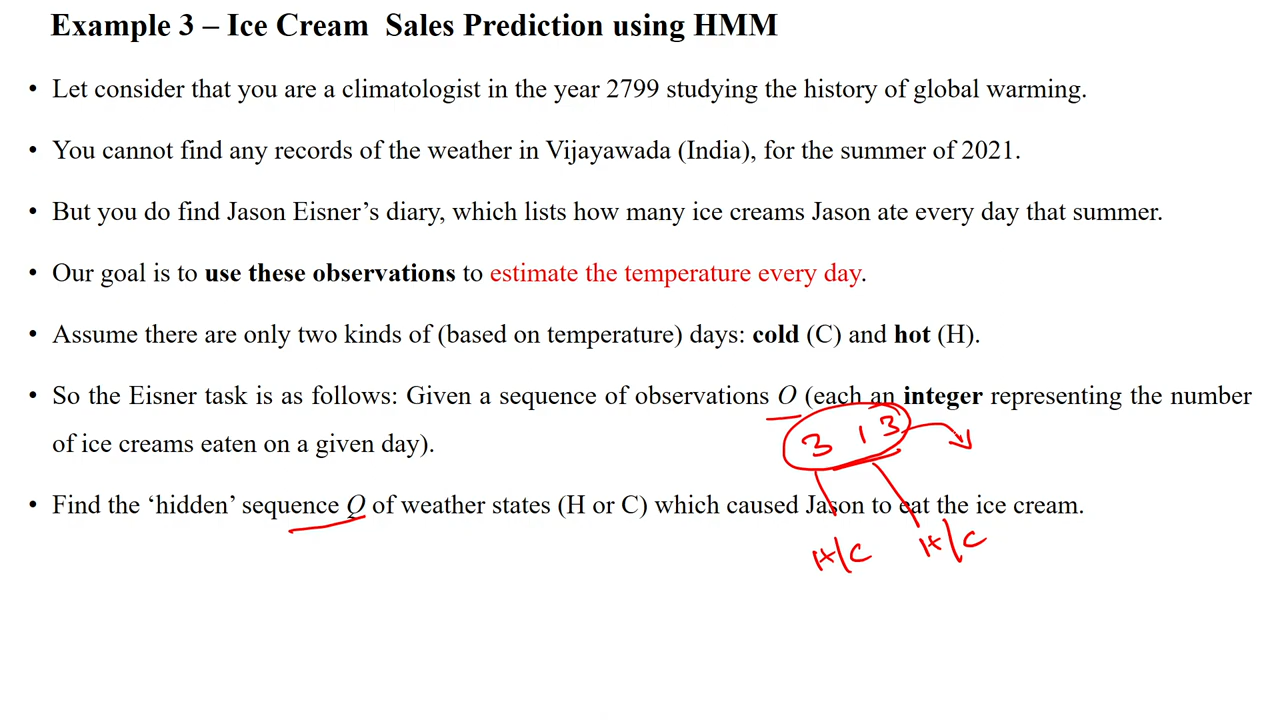 Example 3 – Ice Cream Sales Prediction using HMM
• Let consider that you are a climatologist in the year 2799 studying the history of global warming.
• You cannot find any records of the weather in Vijayawada (India), for the summer of 2021.
• But you do find Jason Eisner’s diary, which lists how many ice creams Jason ate every day that summer.
• Our goal is to use these observations to estimate the temperature every day.
• Assume there are only two kinds of (based on temperature) days: cold (C) and hot (H).
• So the Eisner task is as follows: Given a sequence of observations O (each an integer representing the number
of ice creams eaten on a given day).
3 1 3
• Find the ‘hidden’ sequence Q of weather states (H or C) which caused Jason to eat the ice cream.
H/C H/C